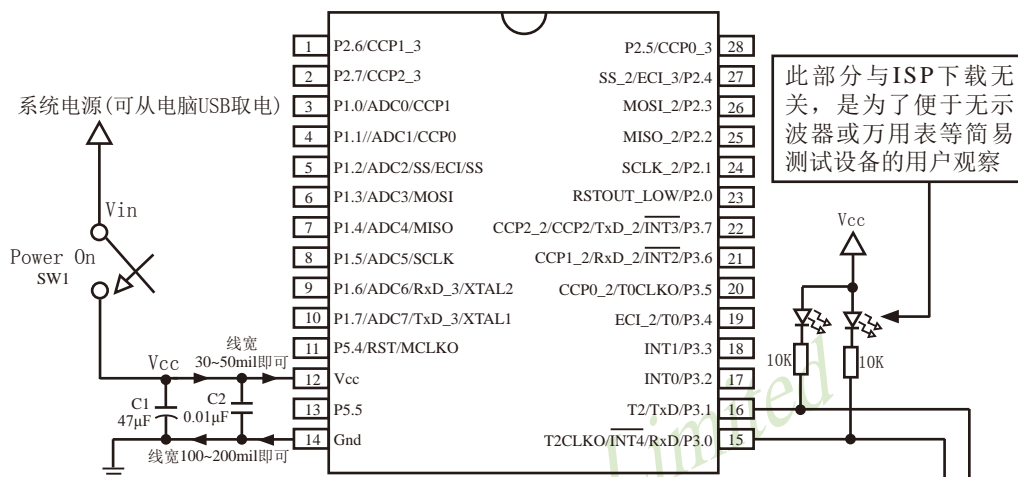 系统电源(可从电脑USB取电)
Vin
Power On
SW1
Vcc
线宽
30~50mil即可
C1
47μF
C2
0.01μF
线宽100~200mil即可
1 P2.6/CCP1_3
2 P2.7/CCP2_3
3 P1.0/ADC0/CCP1
4 P1.1//ADC1/CCP0
5 P1.2/ADC2/SS/ECI/SS
6 P1.3/ADC3/MOSI
7 P1.4/ADC4/MISO
8 P1.5/ADC5/SCLK
9 P1.6/ADC6/RxD_3/XTAL2
10 P1.7/ADC7/TxD_3/XTAL1
11 P5.4/RST/MCLKO
12 Vcc
13 P5.5
14 Gnd
P2.5/CCP0_3 28
SS_2/ECI_3/P2.4 27
MOSI_2/P2.3 26
MISO_2/P2.2 25
SCLK_2/P2.1 24
RSTOUT_LOW/P2.0 23
CCP2_2/CCP2/TxD_2/INT3/P3.7 22
CCP1_2/RxD_2/INT2/P3.6 21
CCP0_2/T0CLKO/P3.5 20
ECI_2/T0/P3.4 19
INT1/P3.3 18
INT0/P3.2 17
T2/TxD/P3.1 16
T2CLKO/INT4/RxD/P3.0 15
此部分与ISP下载无
关，是为了便于无示
波器或万用表等简易
测试设备的用户观察
Vcc
10K
10K
Limited